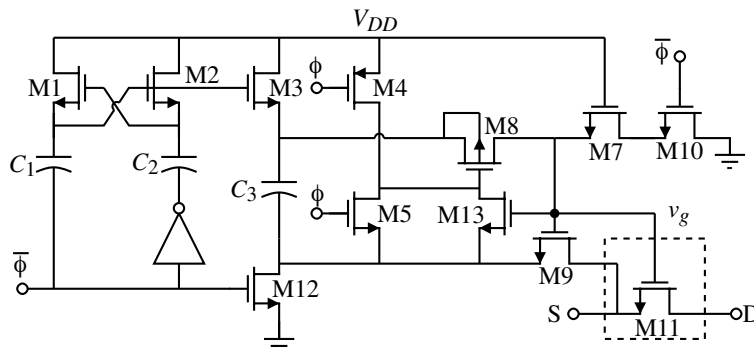 V_DD
ϕ
ϕ̅
M1
M2
M3
M4
M8
C_1
C_2
M7
M10
C_3
ϕ
M5
M13
v_g
ϕ̅
M12
M9
S
M11
D